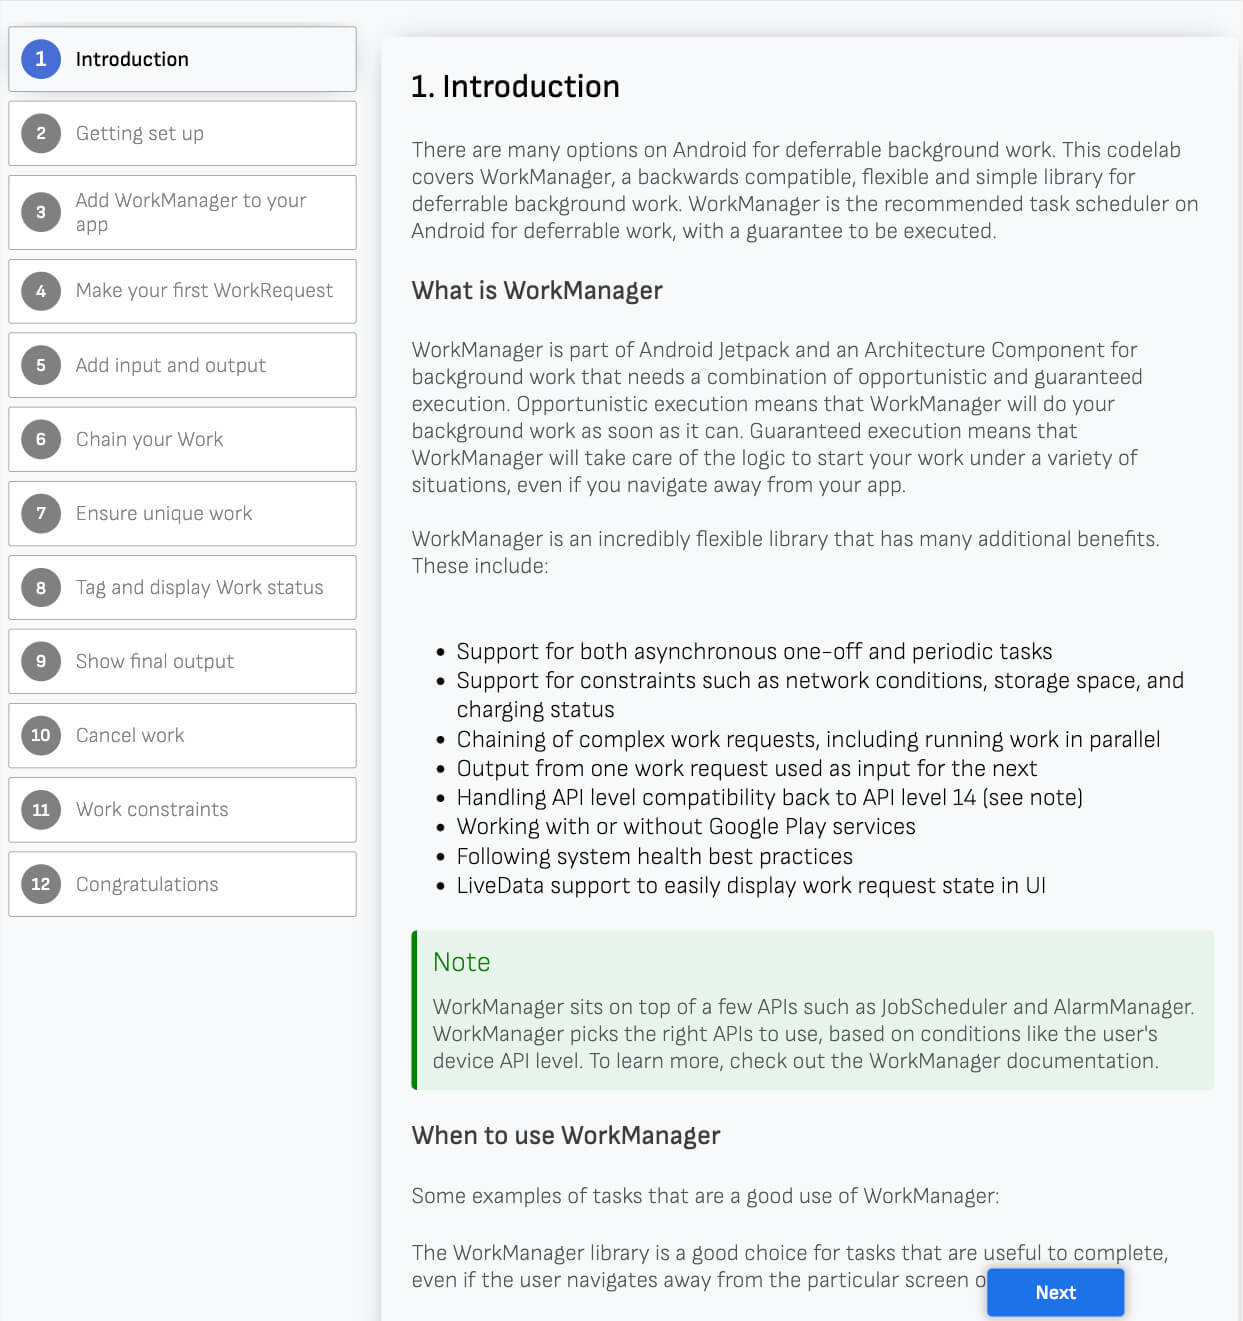 1 Introduction
2 Getting set up
3 Add WorkManager to your
app
4 Make your first WorkRequest
5 Add input and output
6 Chain your Work
7 Ensure unique work
8 Tag and display Work status
9 Show final output
10 Cancel work
11 Work constraints
12 Congratulations
1. Introduction
There are many options on Android for deferrable background work. This codelab
covers WorkManager, a backwards compatible, flexible and simple library for
deferrable background work. WorkManager is the recommended task scheduler on
Android for deferrable work, with a guarantee to be executed.
What is WorkManager
WorkManager is part of Android Jetpack and an Architecture Component for
background work that needs a combination of opportunistic and guaranteed
execution. Opportunistic execution means that WorkManager will do your
background work as soon as it can. Guaranteed execution means that
WorkManager will take care of the logic to start your work under a variety of
situations, even if you navigate away from your app.
WorkManager is an incredibly flexible library that has many additional benefits.
These include:
• Support for both asynchronous one-off and periodic tasks
• Support for constraints such as network conditions, storage space, and
charging status
• Chaining of complex work requests, including running work in parallel
• Output from one work request used as input for the next
• Handling API level compatibility back to API level 14 (see note)
• Working with or without Google Play services
• Following system health best practices
• LiveData support to easily display work request state in UI
Note
WorkManager sits on top of a few APIs such as JobScheduler and AlarmManager.
WorkManager picks the right APIs to use, based on conditions like the user's
device API level. To learn more, check out the WorkManager documentation.
When to use WorkManager
Some examples of tasks that are a good use of WorkManager:
The WorkManager library is a good choice for tasks that are useful to complete,
even if the user navigates away from the particular screen
Next